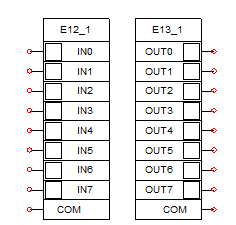 E12_1
IN0
IN1
IN2
IN3
IN4
IN5
IN6
IN7
COM
E13_1
OUT0
OUT1
OUT2
OUT3
OUT4
OUT5
OUT6
OUT7
COM